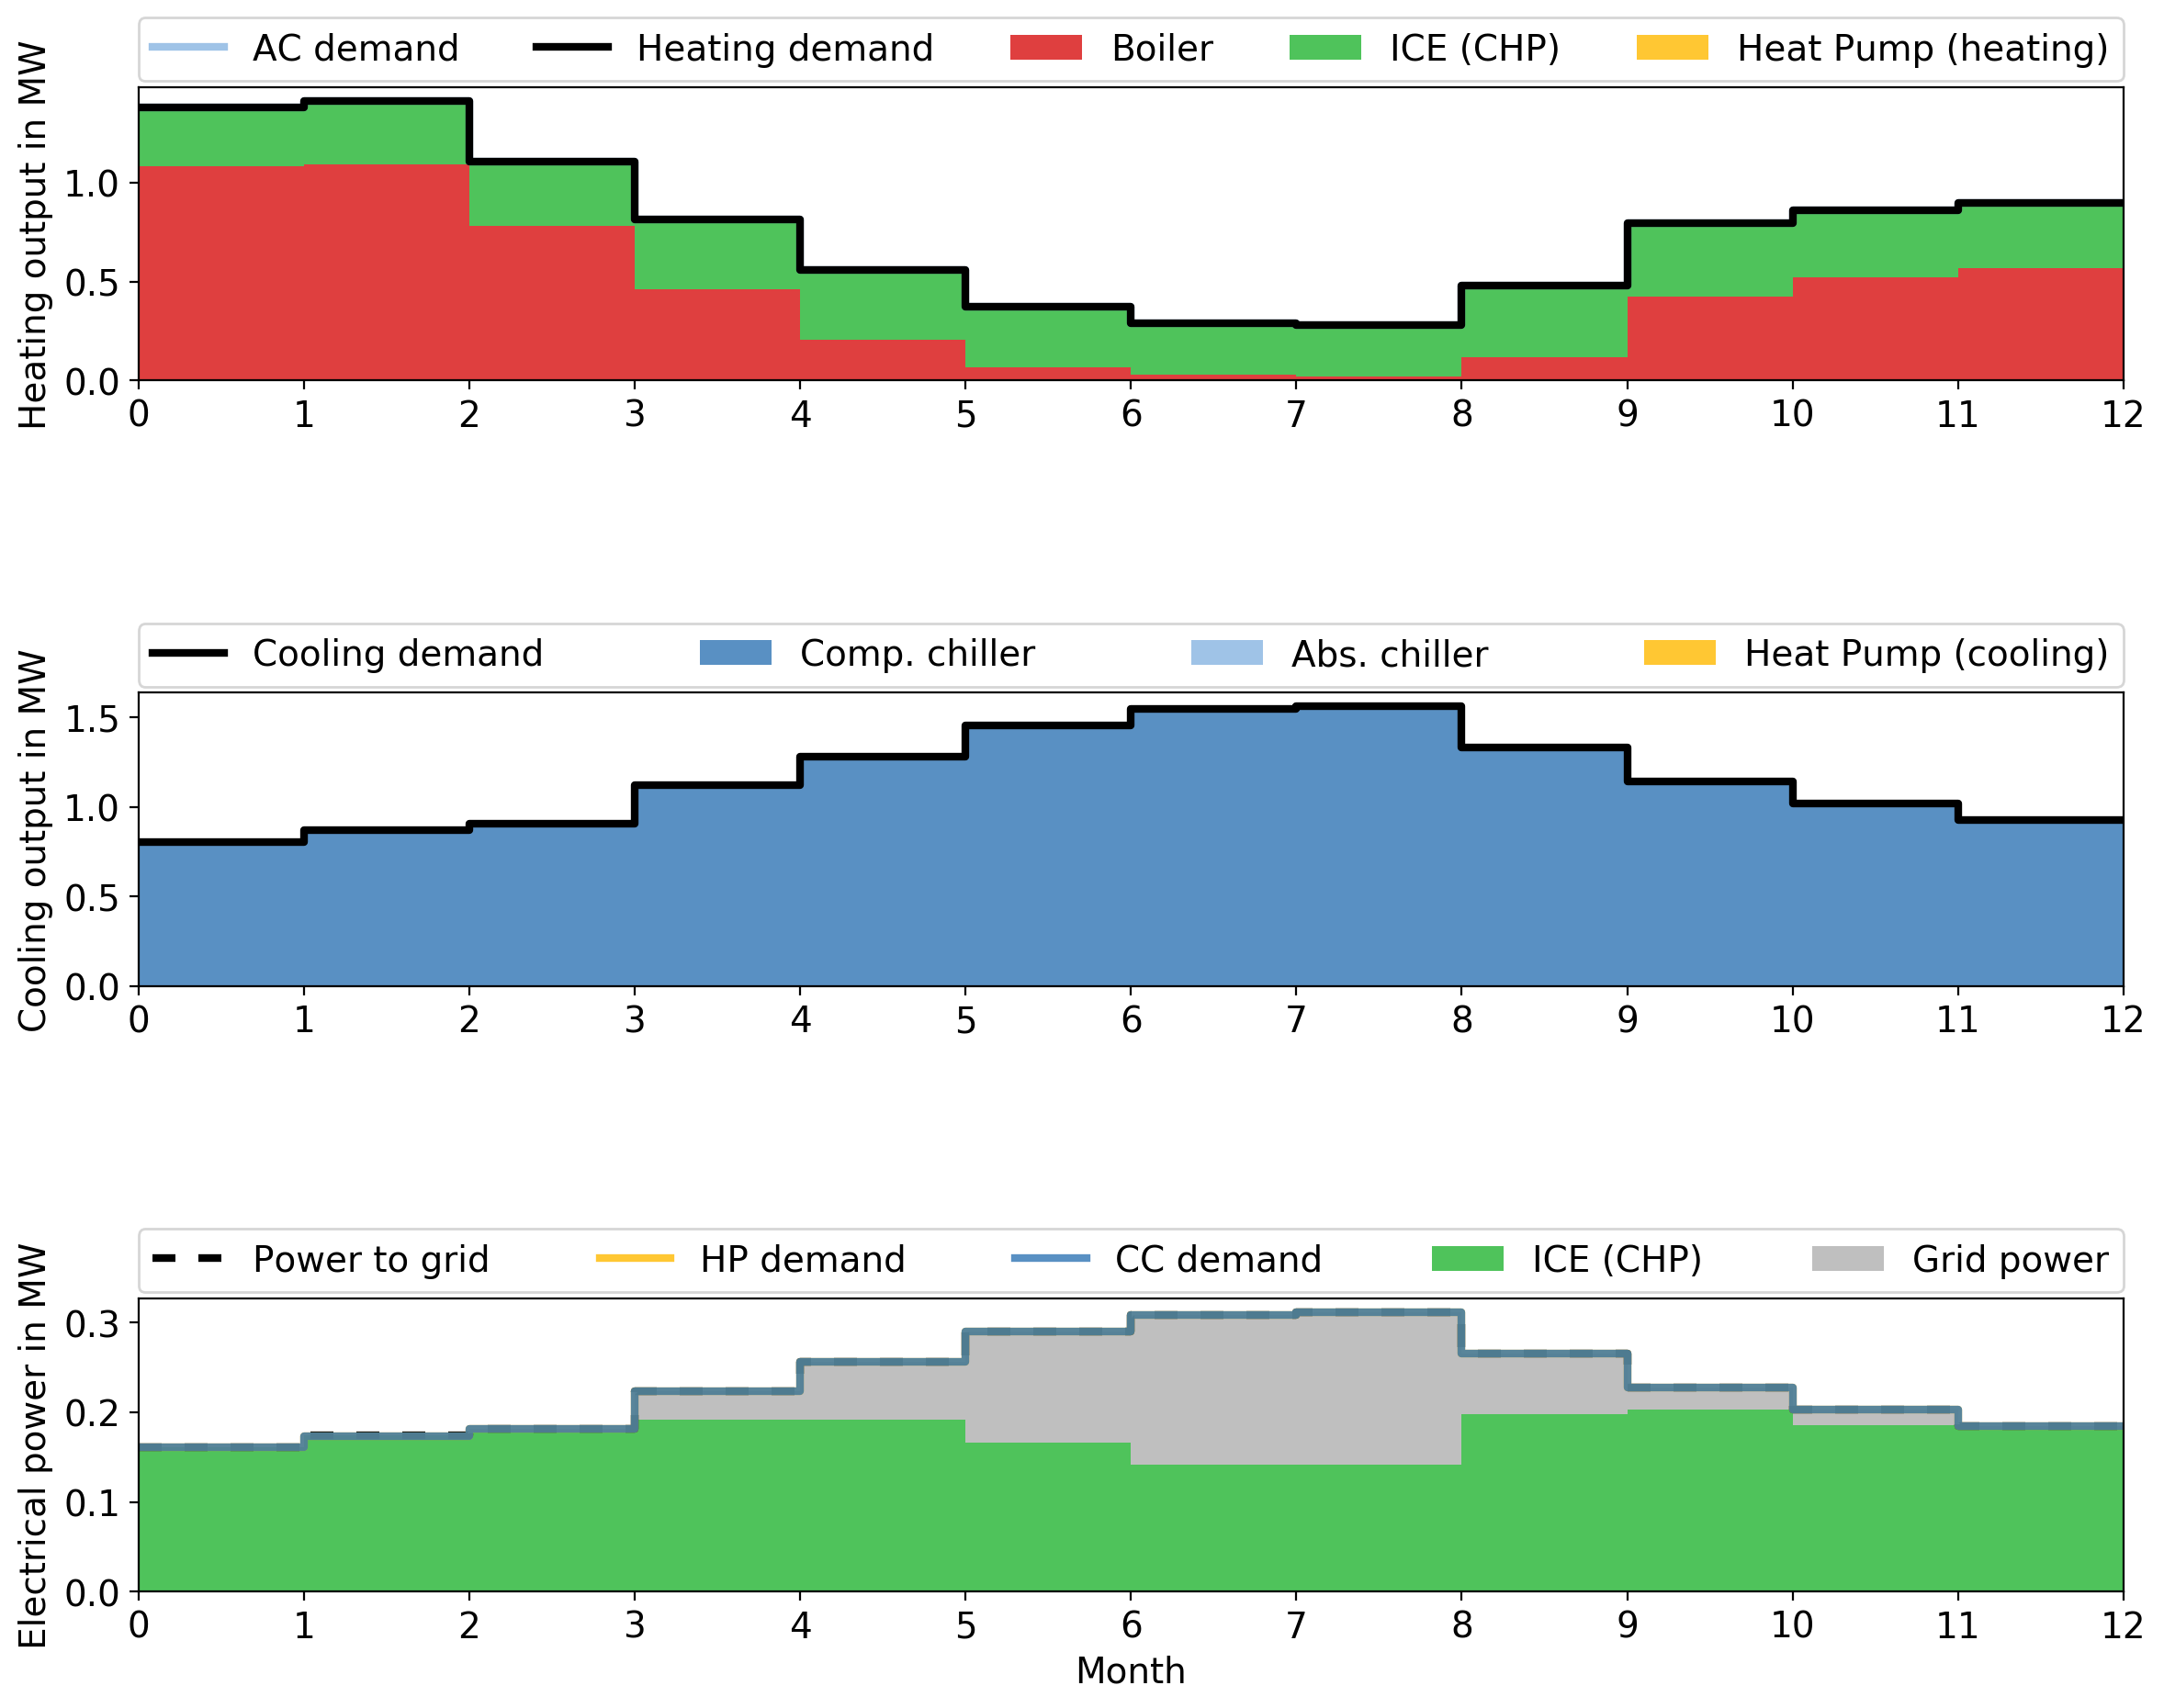 AC demand Heating demand Boiler ICE (CHP) Heat Pump (heating)
Heating output in MW
1.0
0.5
0.0
0 1 2 3 4 5 6 7 8 9 10 11 12
Cooling demand Comp. chiller Abs. chiller Heat Pump (cooling)
Cooling output in MW
1.5
1.0
0.5
0.0
0 1 2 3 4 5 6 7 8 9 10 11 12
Power to grid HP demand CC demand ICE (CHP) Grid power
Electrical power in MW
0.3
0.2
0.1
0.0
0 1 2 3 4 5 6 7 8 9 10 11 12
Month